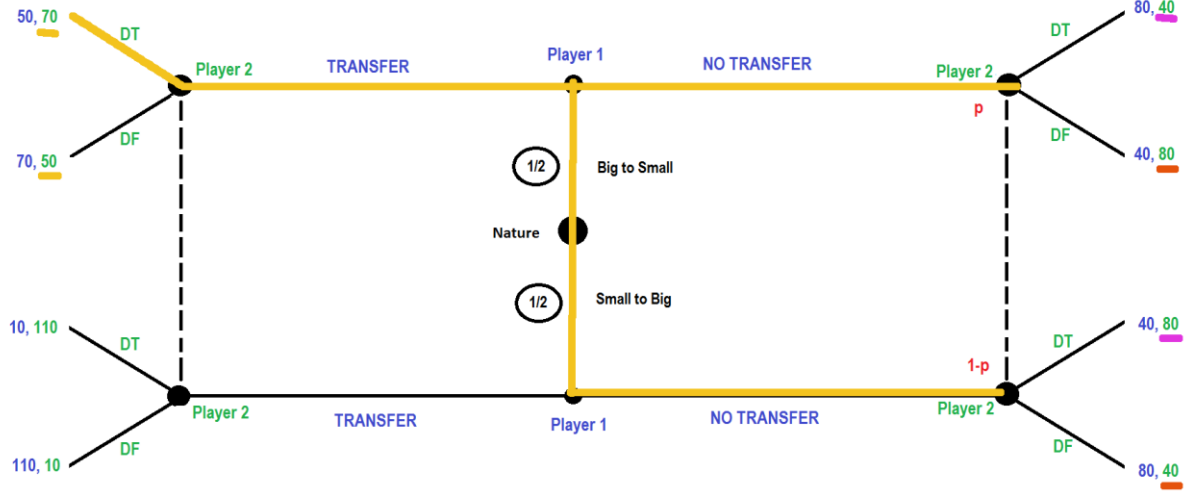 50, 70
DT
Player 2
TRANSFER
Player 1
NO TRANSFER
Player 2
DT
80, 40
p
DF
70, 50
DF
40, 80
1/2
Big to Small
Nature
1/2
Small to Big
10, 110
DT
40, 80
DT
1-p
Player 2
TRANSFER
Player 1
NO TRANSFER
Player 2
DF
110, 10
DF
80, 40